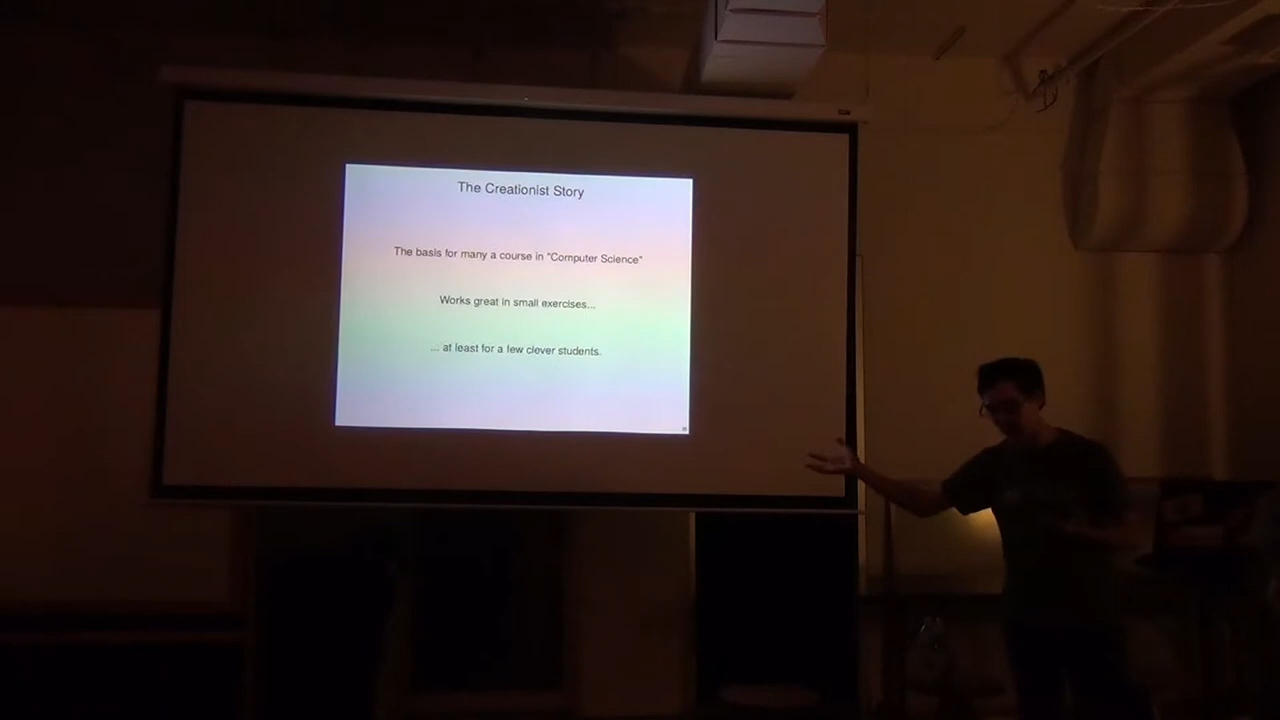 The Creationist Story
The basis for many a course in "Computer Science"
Works great in small exercises...
... at least for a few clever students.